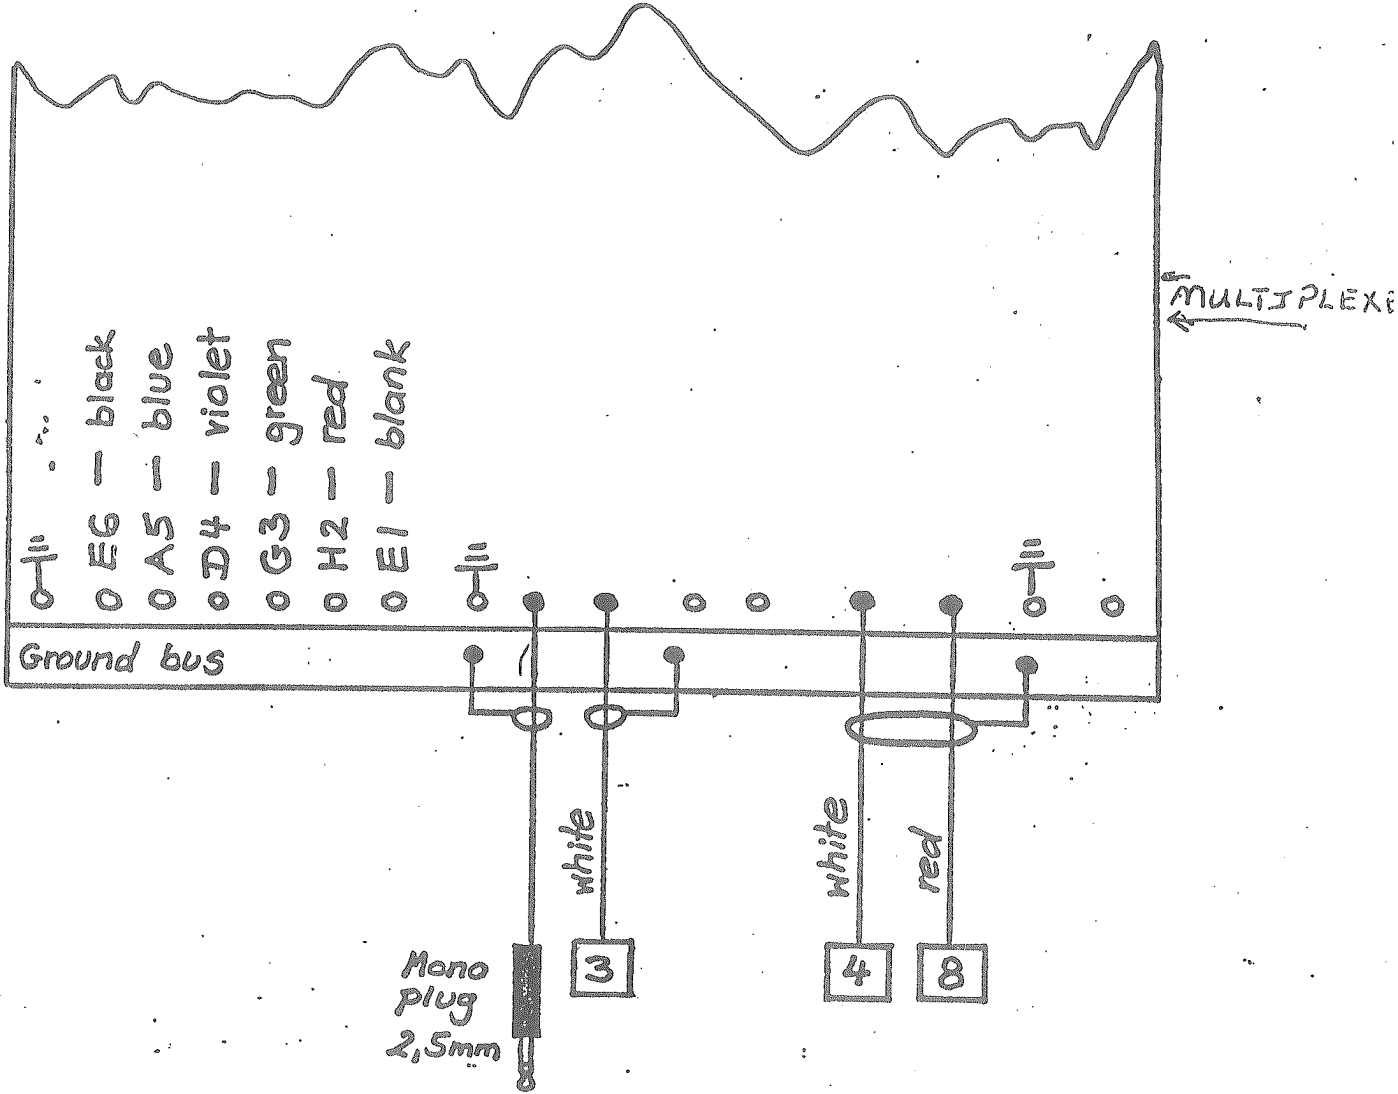 MULTIPLEXE
E6 — black
A5 — blue
D4 — violet
G3 — green
H2 — red
E1 — blank
Ground bus
white
white
red
Mono
plug
2,5mm
3
4
8